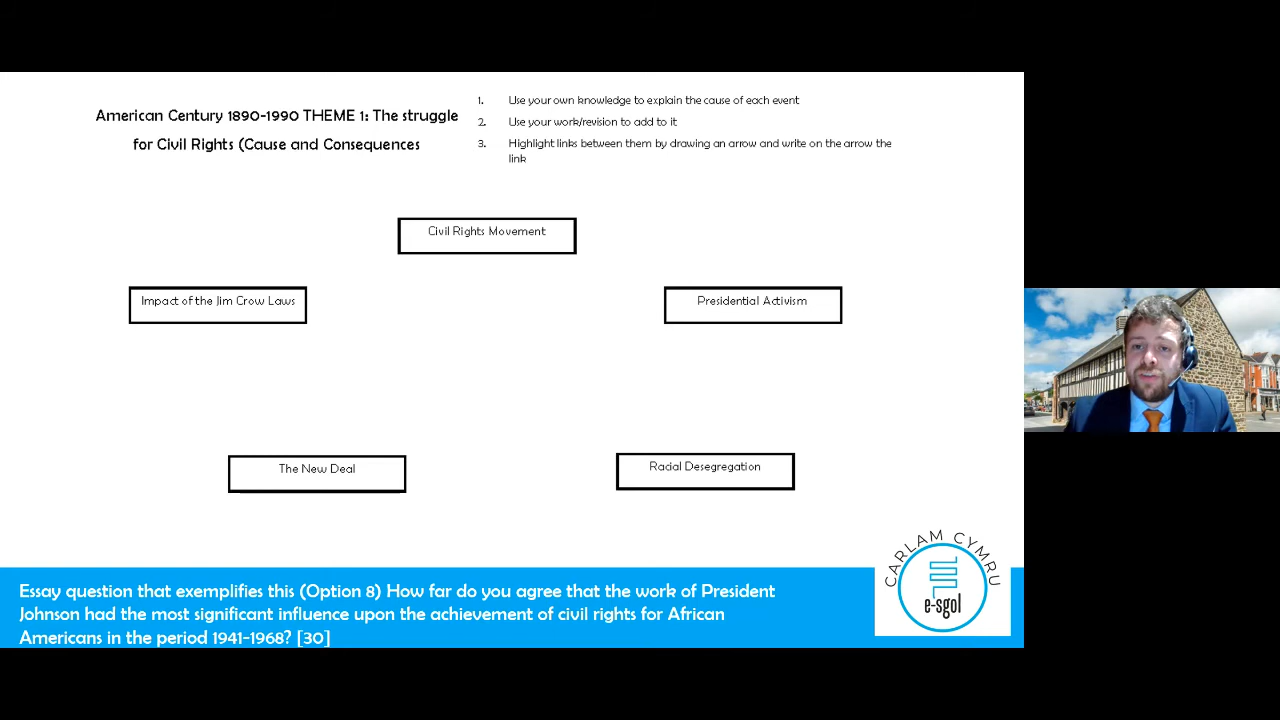 American Century 1890-1990 THEME 1: The struggle
for Civil Rights (Cause and Consequences
1. Use your own knowledge to explain the cause of each event
2. Use your work/revision to add to it
3. Highlight links between them by drawing an arrow and write on the arrow the
link
Civil Rights Movement
Impact of the Jim Crow Laws
Presidential Activism
The New Deal
Racial Desegregation
Essay question that exemplifies this (Option 8) How far do you agree that the work of President
Johnson had the most significant influence upon the achievement of civil rights for African
Americans in the period 1941-1968? [30]
CARLAM CYMRU
e-sgol